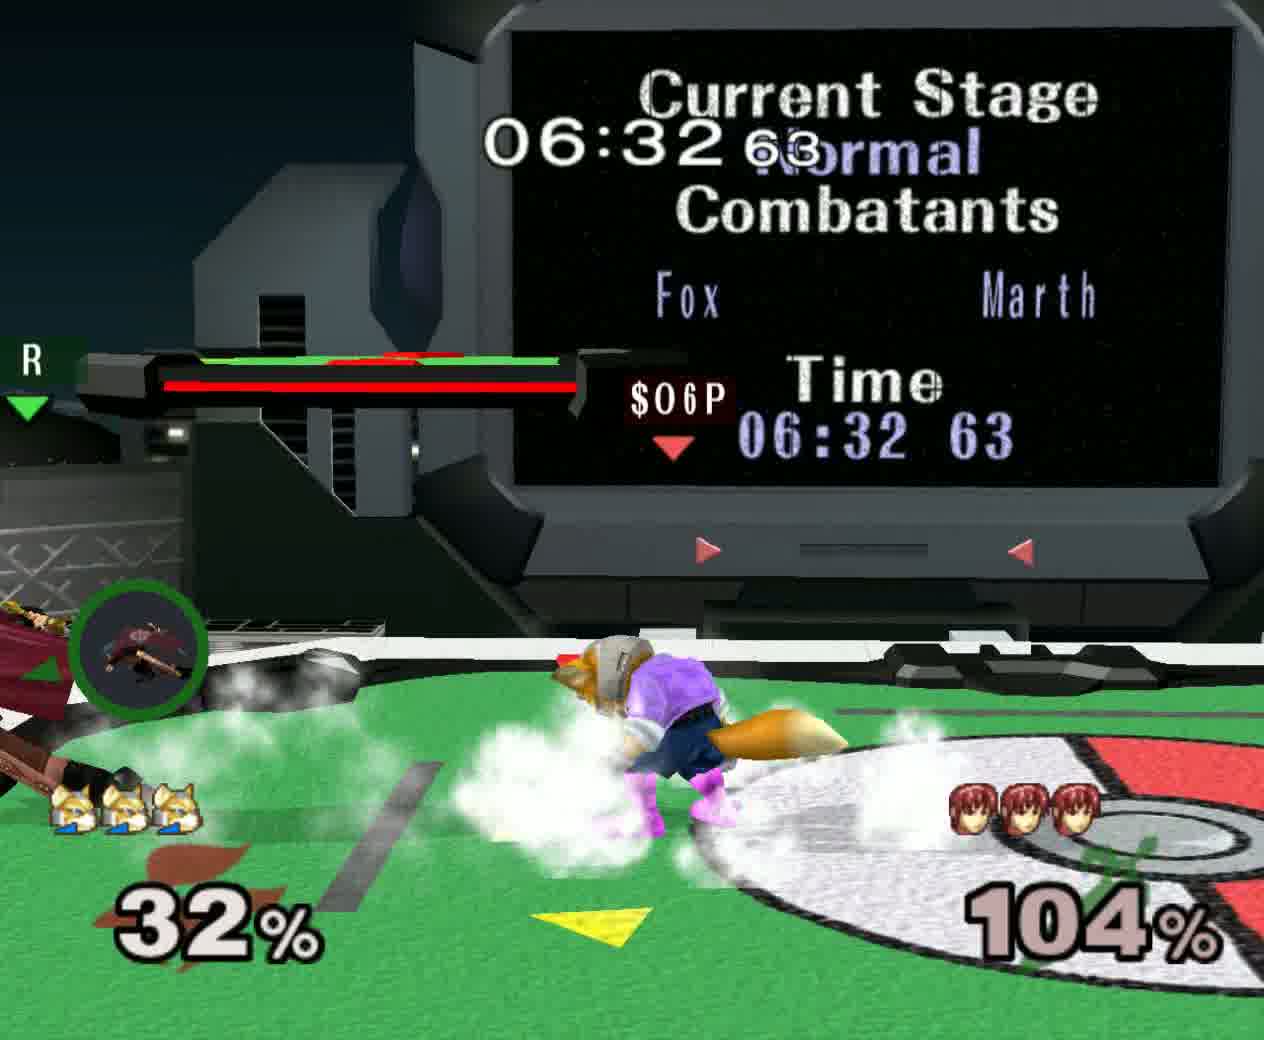 Current Stage
06:32 63
Normal
Combatants
Fox Marth
R
Time
$06P
06:32 63
32%
104%